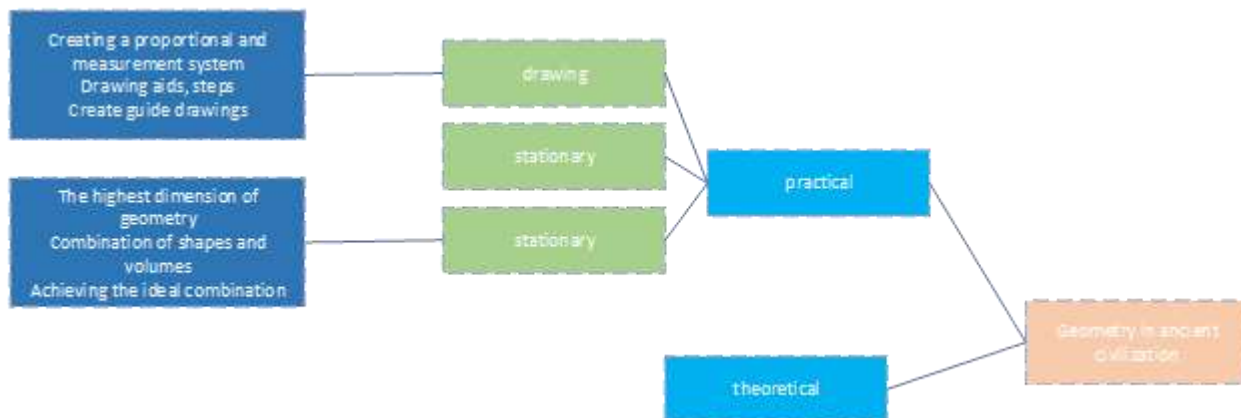 Creating a proportional and
measurement system
Drawing aids, steps
Create guide drawings
drawing
stationary
practical
The highest dimension of
geometry
Combination of shapes and
volumes
Achieving the ideal combination
stationary
Geometry in ancient
civilization
theoretical